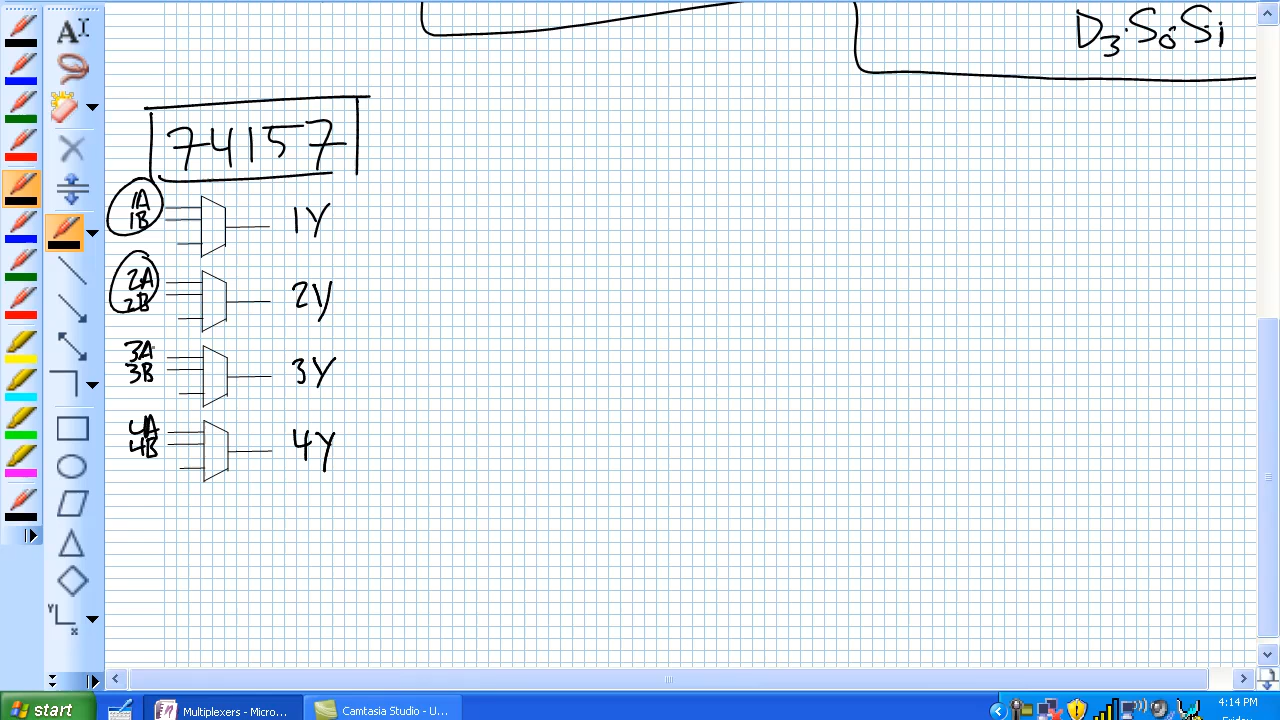 D3·S0·S1
74157
1A
1B
1Y
2A
2B
2Y
3A
3B
3Y
4A
4B
4Y
start
Multiplexers - Micro...
Camtasia Studio - U...
4:14 PM
Friday